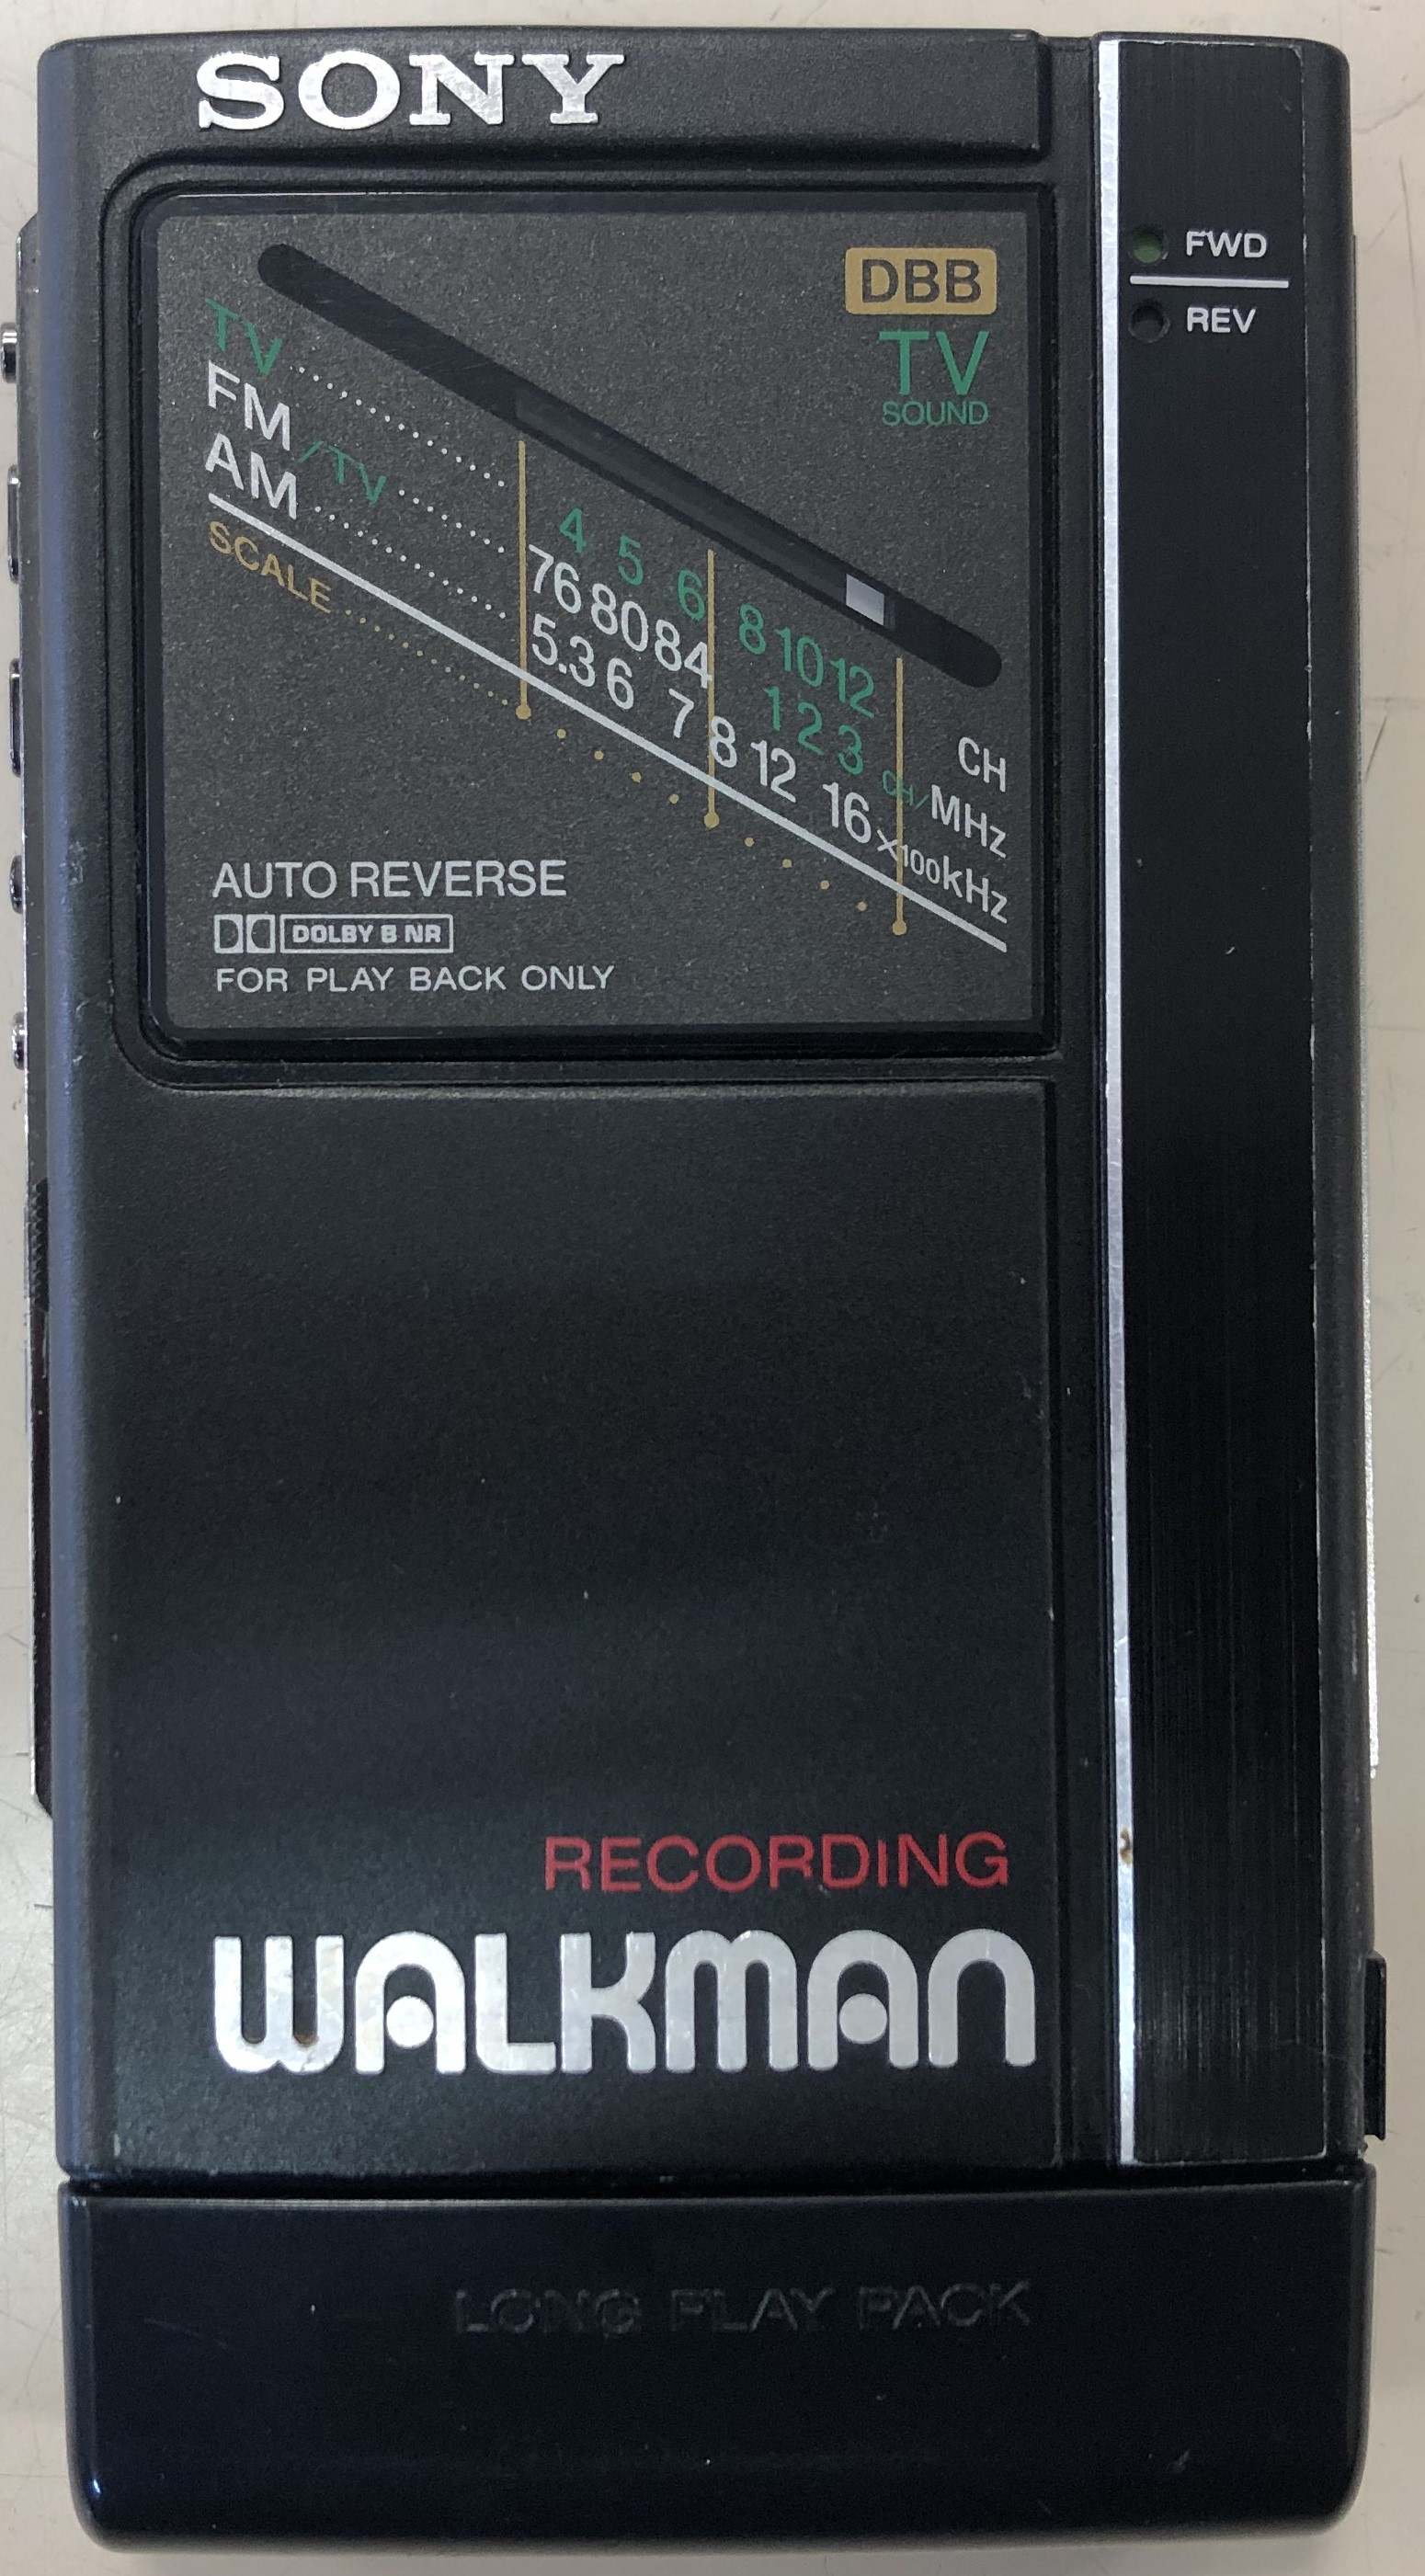 SONY
FWD
REV
DBB
TV
SOUND
TV
FM/TV
AM
SCALE
4 5 6 8 10 12 CH
76 80 84 1 2 3 CH/MHz
5.3 6 7 8 12 16 ×100kHz
AUTO REVERSE
DOLBY B NR
FOR PLAY BACK ONLY
RECORDING
WALKMAN
LONG PLAY PACK